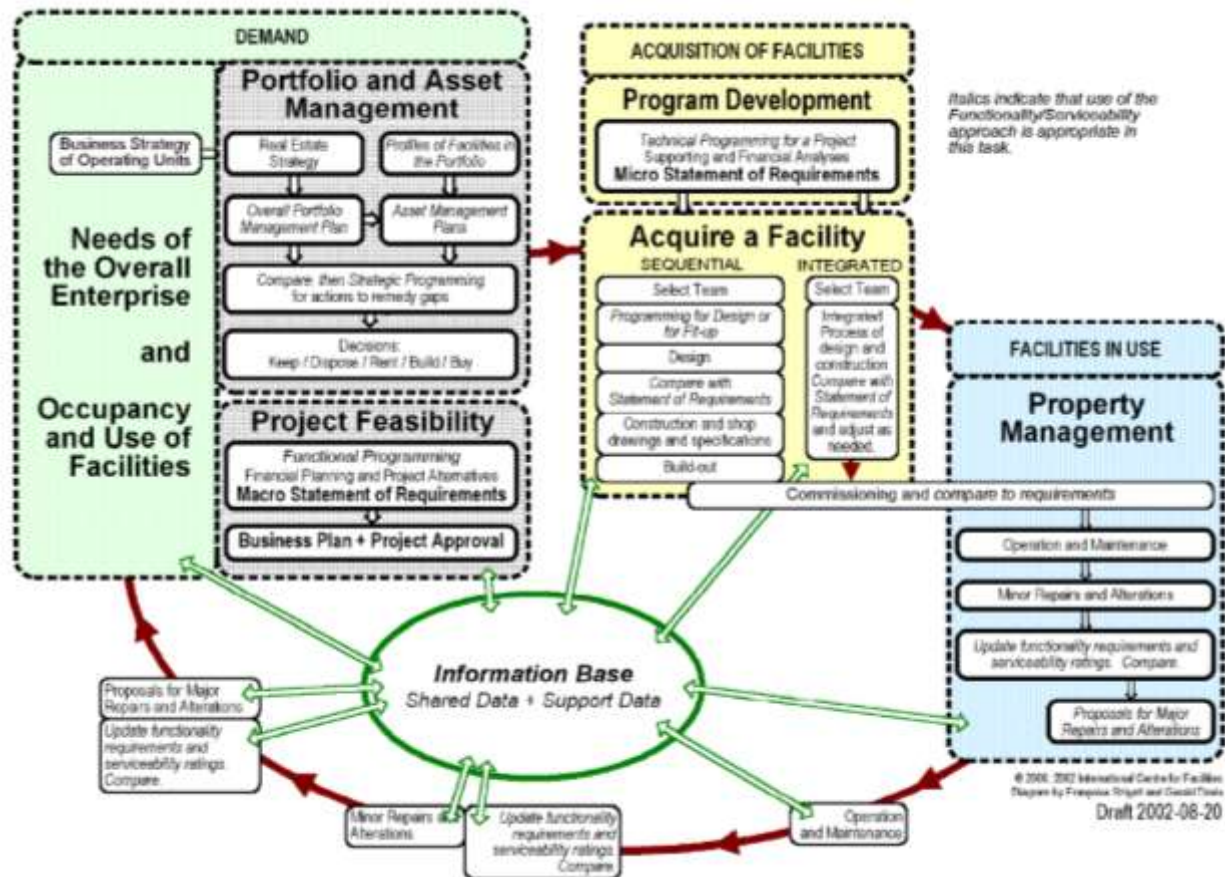 DEMAND
Portfolio and Asset
Management
Business Strategy
of Operating Units
Real Estate
Strategy
Profiles of Facilities in
the Portfolio
Overall Portfolio
Management Plan
Asset Management
Plans
Compare, then Strategic Programming
for actions to remedy gaps
Decisions:
Keep / Dispose / Rent / Build / Buy
Needs of
the Overall
Enterprise
and
Occupancy
and Use of
Facilities
Project Feasibility
Functional Programming
Financial Planning and Project Alternatives
Macro Statement of Requirements
Business Plan + Project Approval
ACQUISITION OF FACILITIES
Program Development
Technical Programming for a Project
Supporting and Financial Analyses
Micro Statement of Requirements
Acquire a Facility
SEQUENTIAL
Select Team
Programming for Design or
for Fit-up
Design
Compare with
Statement of Requirements
Construction and shop
drawings and specifications
Build-out
INTEGRATED
Select Team
Integrated
Process of
design and
construction
Compare with
Statement of
Requirements
and adjust as
needed.
Italics indicate that use of the
Functionality/Serviceability
approach is appropriate in
this task.
FACILITIES IN USE
Property
Management
Commissioning and compare to requirements
Operation and Maintenance
Minor Repairs and Alterations
Update functionality requirements and
serviceability ratings. Compare.
Proposals for Major
Repairs and Alterations
Information Base
Shared Data + Support Data
Proposals for Major
Repairs and Alterations
Update functionality
requirements and
serviceability ratings.
Compare.
Minor Repairs
Alterations
Update functionality
requirements and
serviceability ratings.
Compare.
Operation
and Maintenance
2002 International Centre for Facilities
Diagram by Françoise Szigeti and Gerald Davis
Draft 2002-08-20